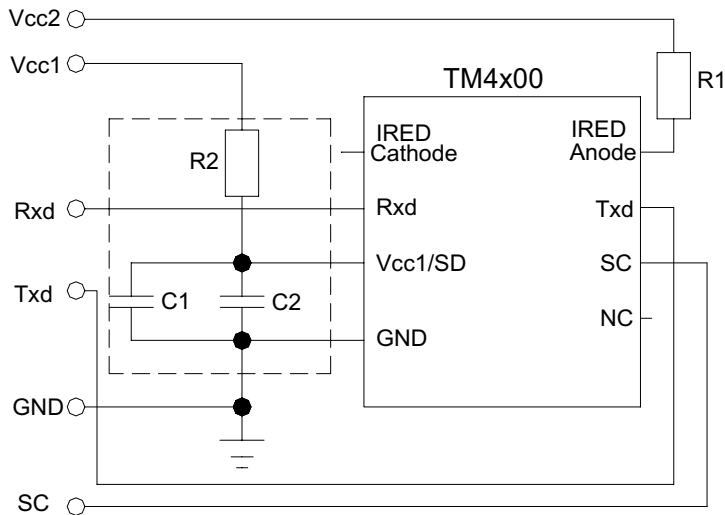 Vcc2
Vcc1
TM4x00
R1
IRED
Cathode
IRED
Anode
R2
Rxd
Rxd
Txd
Vcc1/SD
SC
Txd
C1
C2
NC
GND
GND
SC